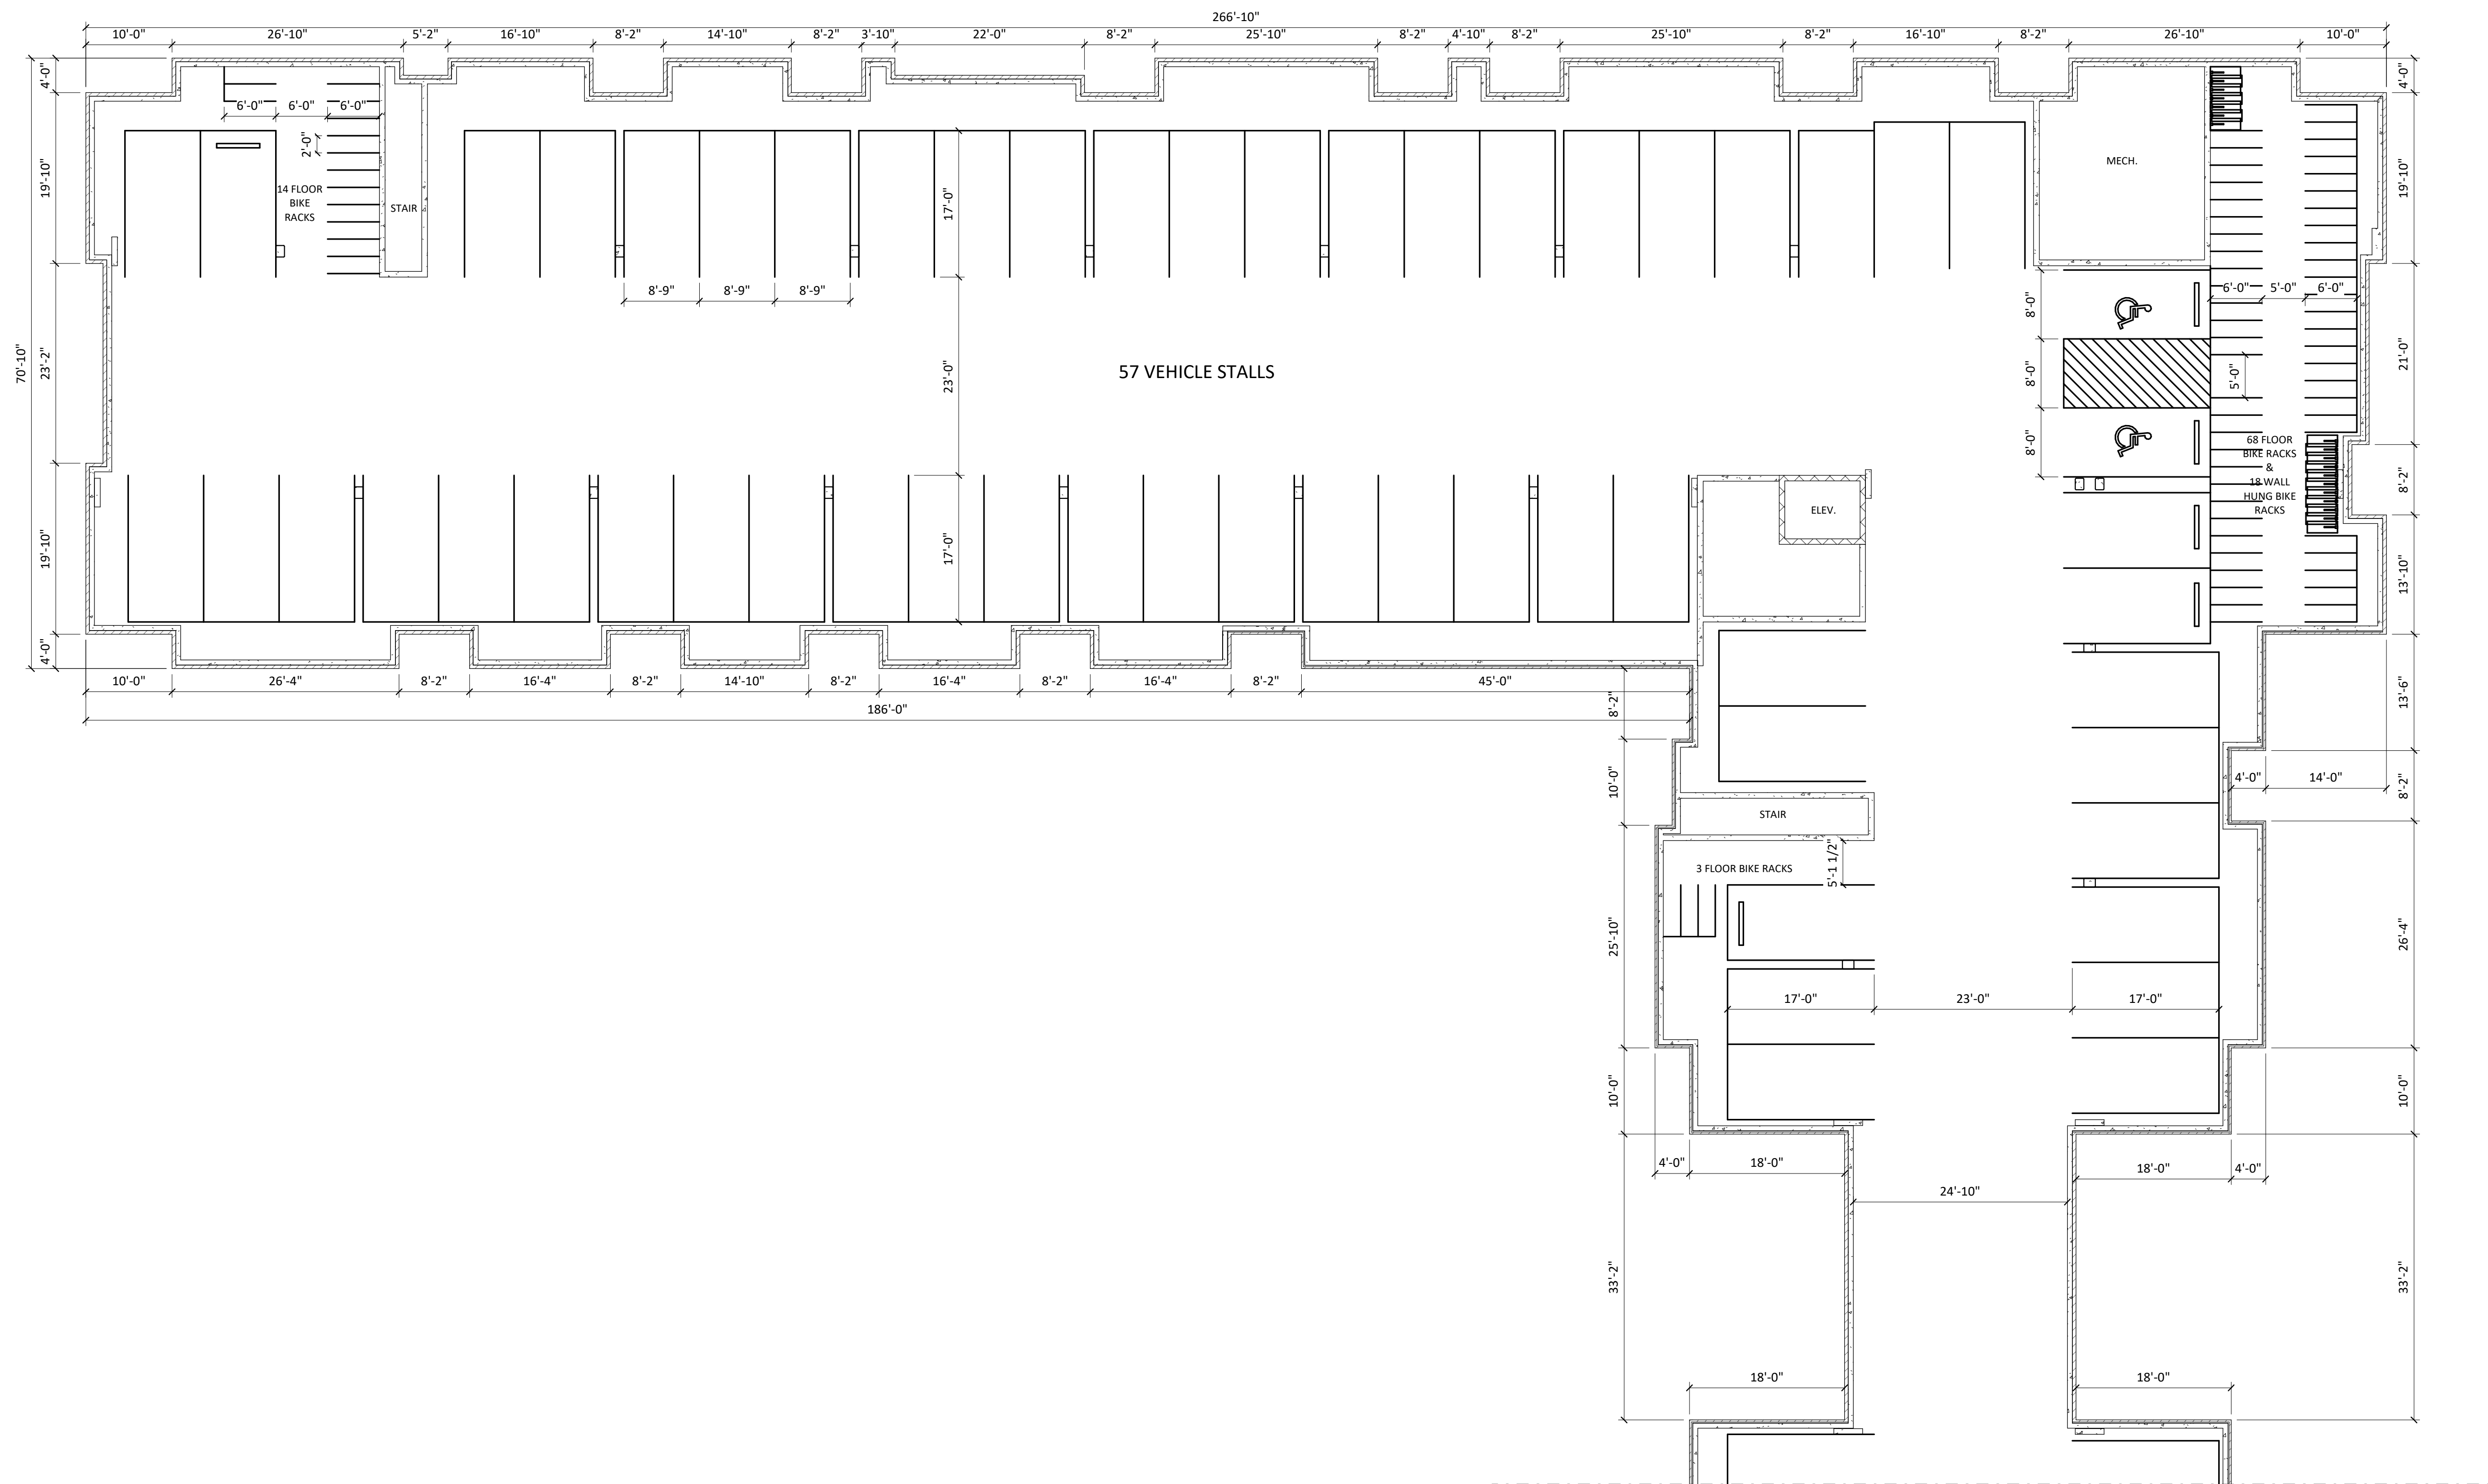 266'-10"
10'-0" 26'-10" 5'-2" 16'-10" 8'-2" 14'-10" 8'-2" 3'-10" 22'-0" 8'-2" 25'-10" 8'-2" 4'-10" 8'-2" 25'-10" 8'-2" 16'-10" 8'-2" 26'-10" 10'-0"
4'-0"
4'-0"
6'-0" 6'-0" 6'-0"
2'-0"
19'-10"
14 FLOOR
BIKE
RACKS
STAIR
17'-0"
MECH.
19'-10"
8'-9" 8'-9" 8'-9"
8'-0"
6'-0" 5'-0" 6'-0"
70'-10"
23'-2"
23'-0"
57 VEHICLE STALLS
8'-0"
5'-0"
21'-0"
8'-0"
68 FLOOR
BIKE RACKS
&
18 WALL
HUNG BIKE
RACKS
8'-2"
ELEV.
19'-10"
17'-0"
13'-10"
4'-0"
10'-0" 26'-4" 8'-2" 16'-4" 8'-2" 14'-10" 8'-2" 16'-4" 8'-2" 16'-4" 8'-2" 45'-0"
186'-0"
8'-2"
13'-6"
10'-0"
4'-0" 14'-0"
8'-2"
STAIR
3 FLOOR BIKE RACKS
5'-1 1/2"
25'-10"
26'-4"
17'-0" 23'-0" 17'-0"
10'-0"
10'-0"
4'-0" 18'-0"
18'-0" 4'-0"
24'-10"
33'-2"
33'-2"
18'-0"
18'-0"